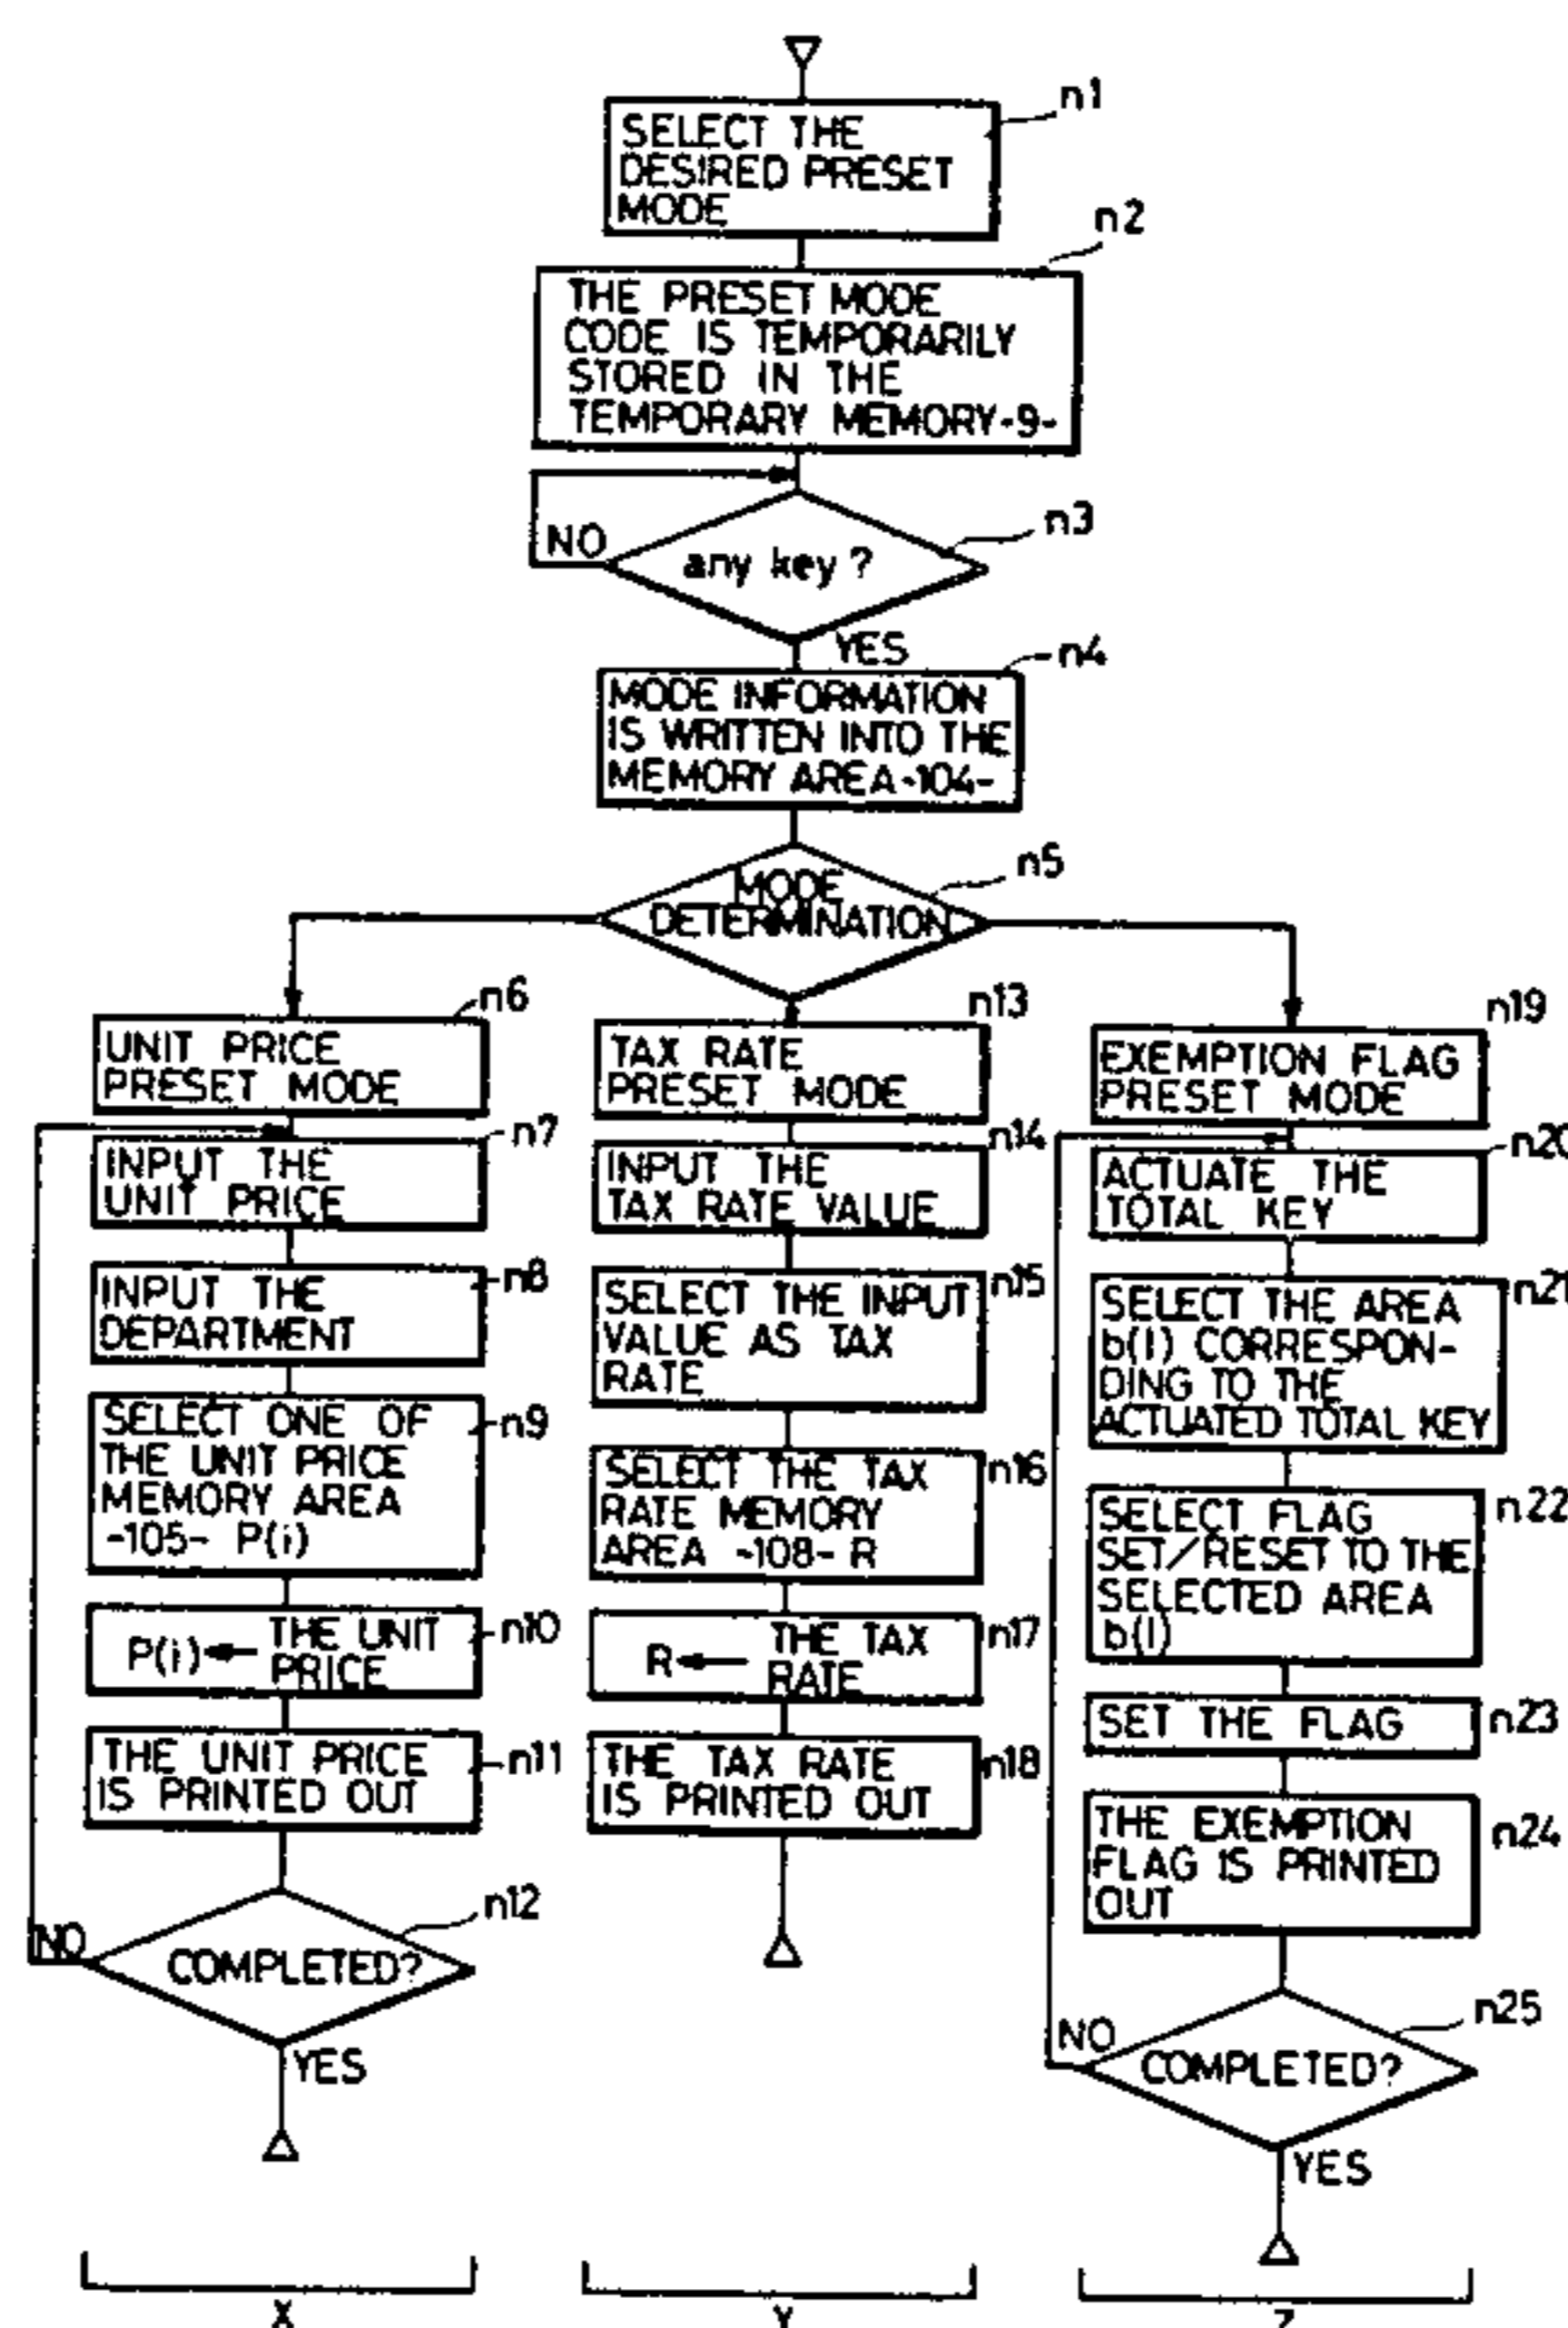 n1
SELECT THE
DESIRED PRESET
MODE
n2
THE PRESET MODE
CODE IS TEMPORARILY
STORED IN THE
TEMPORARY MEMORY-9-
n3
any key?
NO
YES
n4
MODE INFORMATION
IS WRITTEN INTO THE
MEMORY AREA-104-
n5
MODE
DETERMINATION
n6
UNIT PRICE
PRESET MODE
n7
INPUT THE
UNIT PRICE
n8
INPUT THE
DEPARTMENT
n9
SELECT ONE OF
THE UNIT PRICE
MEMORY AREA
-105- P(i)
n10
P(i)← THE UNIT
PRICE
n11
THE UNIT PRICE
IS PRINTED OUT
n12
COMPLETED?
NO
YES
X
n13
TAX RATE
PRESET MODE
n14
INPUT THE
TAX RATE VALUE
n15
SELECT THE INPUT
VALUE AS TAX
RATE
n16
SELECT THE TAX
RATE MEMORY
AREA -108- R
n17
R← THE TAX
RATE
n18
THE TAX RATE
IS PRINTED OUT
Y
n19
EXEMPTION FLAG
PRESET MODE
n20
ACTUATE THE
TOTAL KEY
n21
SELECT THE AREA
b(l) CORRESPON-
DING TO THE
ACTUATED TOTAL KEY
n22
SELECT FLAG
SET/RESET TO THE
SELECTED AREA
b(l)
n23
SET THE FLAG
n24
THE EXEMPTION
FLAG IS PRINTED
OUT
n25
COMPLETED?
NO
YES
Z